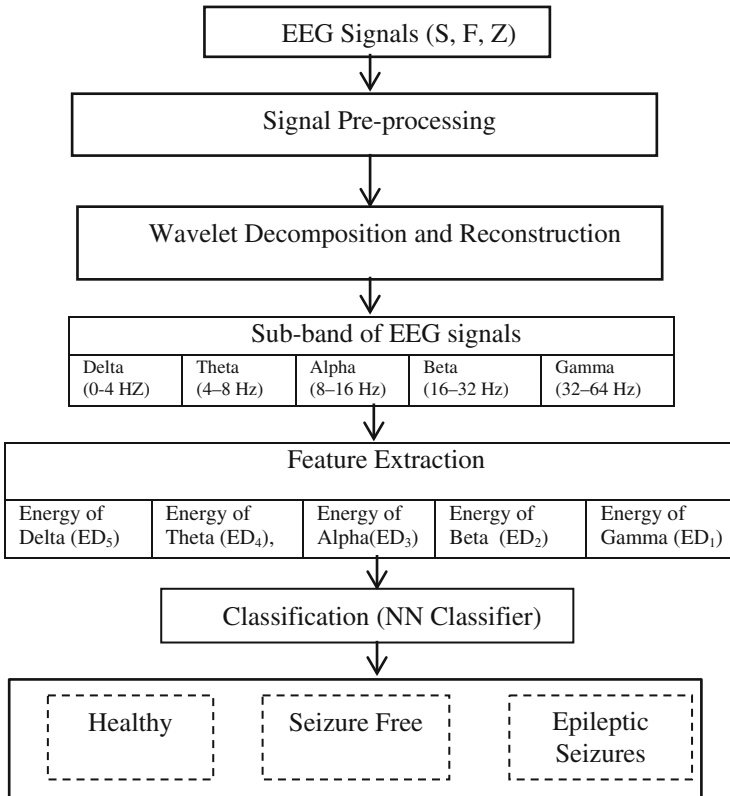 EEG Signals (S, F, Z)
Signal Pre-processing
Wavelet Decomposition and Reconstruction
Sub-band of EEG signals
Delta
(0-4 HZ)
Theta
(4–8 Hz)
Alpha
(8–16 Hz)
Beta
(16–32 Hz)
Gamma
(32–64 Hz)
Feature Extraction
Energy of
Delta (ED₅)
Energy of
Theta (ED₄),
Energy of
Alpha(ED₃)
Energy of
Beta (ED₂)
Energy of
Gamma (ED₁)
Classification (NN Classifier)
Healthy
Seizure Free
Epileptic
Seizures